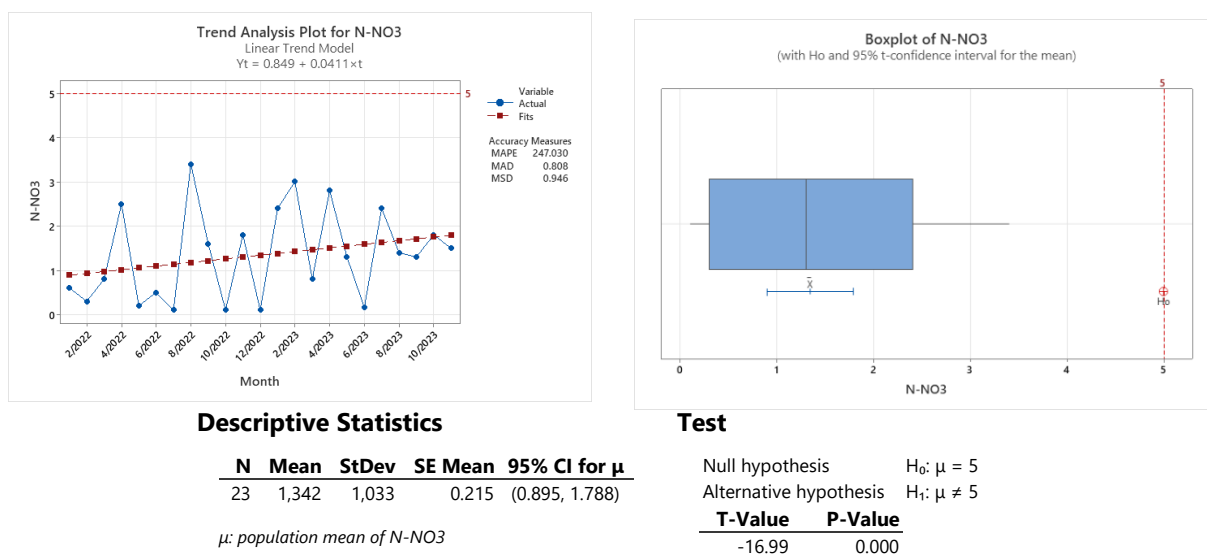 Trend Analysis Plot for N-NO3
Linear Trend Model
Yt = 0.849 + 0.0411×t
5
4
3
2
1
0
N-NO3
5
2/2022
4/2022
6/2022
8/2022
10/2022
12/2022
2/2023
4/2023
6/2023
8/2023
10/2023
Month
Variable
Actual
Fits
Accuracy Measures
MAPE 247.030
MAD 0.808
MSD 0.946
Boxplot of N-NO3
(with Ho and 95% t-confidence interval for the mean)
5
X̄
Ho
0 1 2 3 4 5
N-NO3
Descriptive Statistics
N Mean StDev SE Mean 95% CI for μ
23 1,342 1,033 0.215 (0.895, 1.788)
μ: population mean of N-NO3
Test
Null hypothesis H₀: μ = 5
Alternative hypothesis H₁: μ ≠ 5
T-Value P-Value
-16.99 0.000